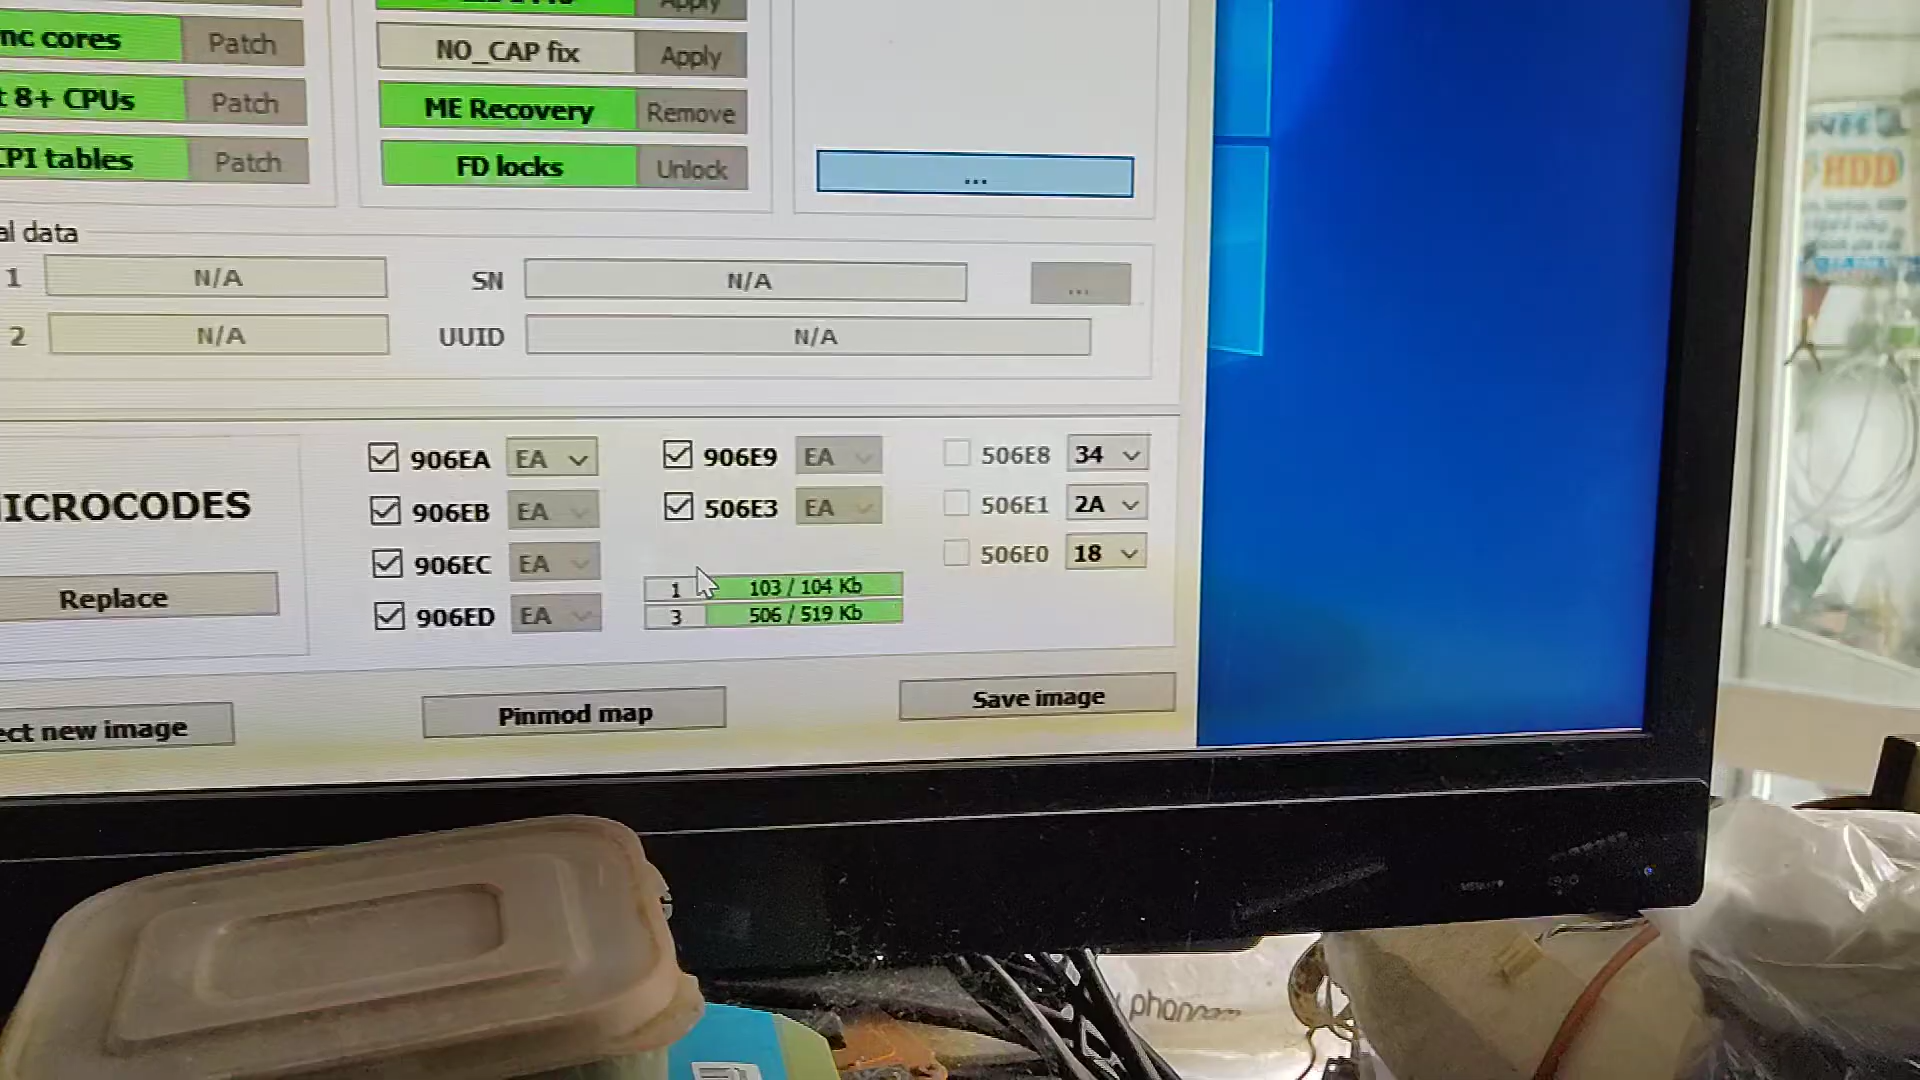 nc cores Patch
Apply
NO_CAP fix Apply
t 8+ CPUs Patch
ME Recovery Remove
CPI tables Patch
FD locks Unlock
...
al data
1 N/A SN N/A ...
2 N/A UUID N/A
ICROCODES
906EA EA 906E9 EA 506E8 34
906EB EA 506E3 EA 506E1 2A
906EC EA 506E0 18
1 103 / 104 Kb
906ED EA 3 506 / 519 Kb
Replace
ect new image Pinmod map Save image
HDD